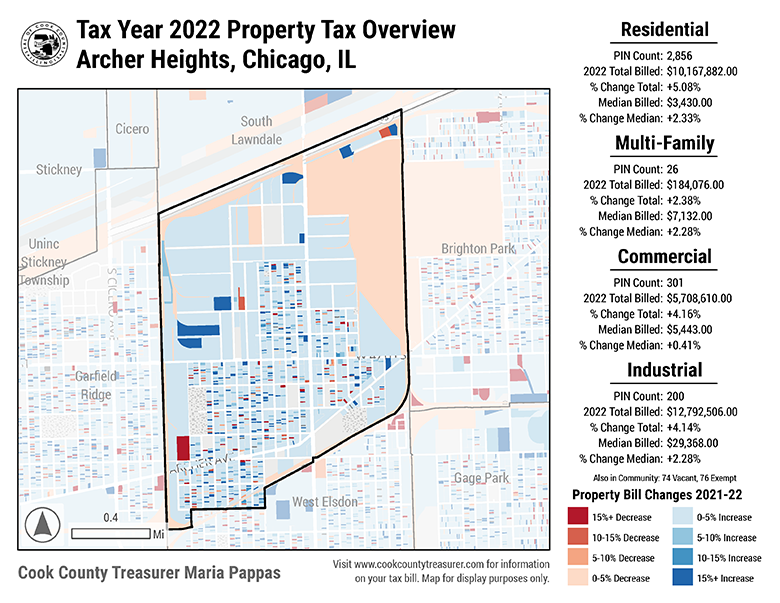 Tax Year 2022 Property Tax Overview
Archer Heights, Chicago, IL
Cicero
South
Lawndale
Stickney
Uninc
Stickney
Township
S CICERO AVE
Brighton Park
Garfield
Ridge
Gage Park
West Elsdon
0.4
Mi
Cook County Treasurer Maria Pappas
Visit www.cookcountytreasurer.com for information
on your tax bill. Map for display purposes only.
Residential
PIN Count: 2,856
2022 Total Billed: $10,167,882.00
% Change Total: +5.08%
Median Billed: $3,430.00
% Change Median: +2.33%
Multi-Family
PIN Count: 26
2022 Total Billed: $184,076.00
% Change Total: +2.38%
Median Billed: $7,132.00
% Change Median: +2.28%
Commercial
PIN Count: 301
2022 Total Billed: $5,708,610.00
% Change Total: +4.16%
Median Billed: $5,443.00
% Change Median: +0.41%
Industrial
PIN Count: 200
2022 Total Billed: $12,792,506.00
% Change Total: +4.14%
Median Billed: $29,368.00
% Change Median: +2.28%
Also in Community: 74 Vacant, 76 Exempt
Property Bill Changes 2021-22
15%+ Decrease
10-15% Decrease
5-10% Decrease
0-5% Decrease
0-5% Increase
5-10% Increase
10-15% Increase
15%+ Increase